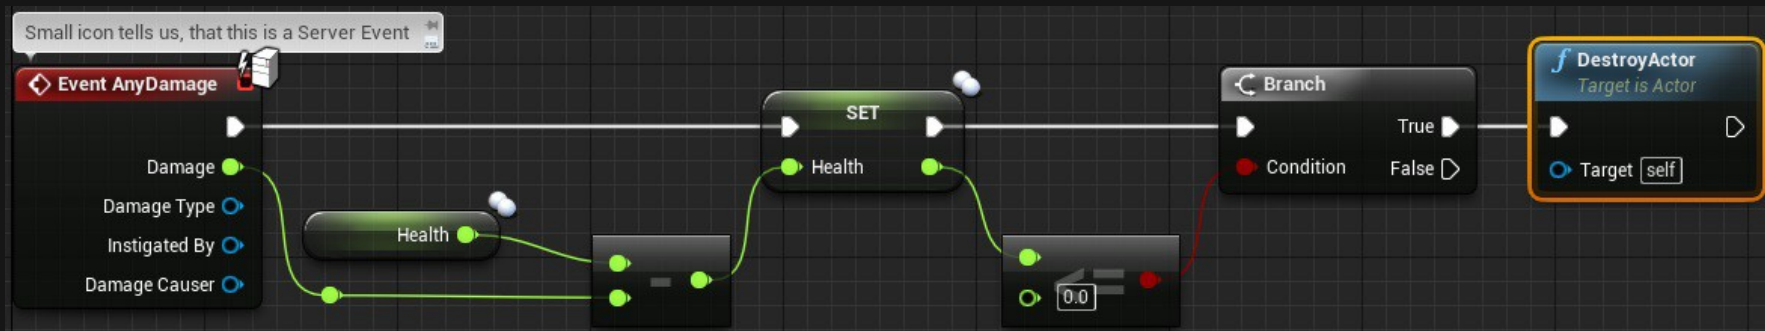 Small icon tells us, that this is a Server Event
Event AnyDamage
Damage
Damage Type
Instigated By
Damage Causer
Health
-
SET
Health
<=
0.0
Branch
True
Condition
False
f DestroyActor
Target is Actor
Target self